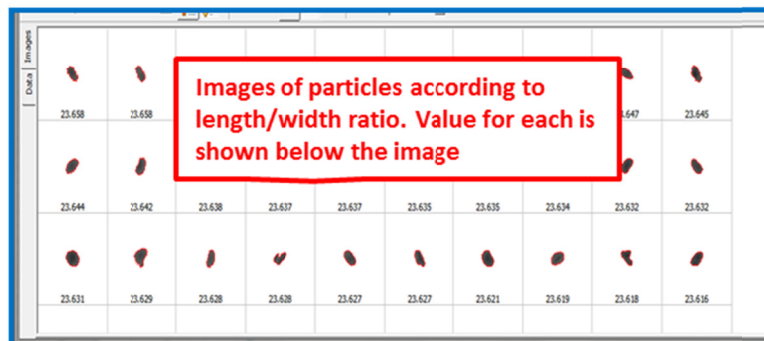 Images
Data
Images of particles according to
length/width ratio. Value for each is
shown below the image
23.658 23.658 23.647 23.645
23.644 23.642 23.638 23.637 23.637 23.635 23.635 23.634 23.632 23.632
23.631 23.629 23.628 23.628 23.627 23.627 23.621 23.619 23.618 23.616